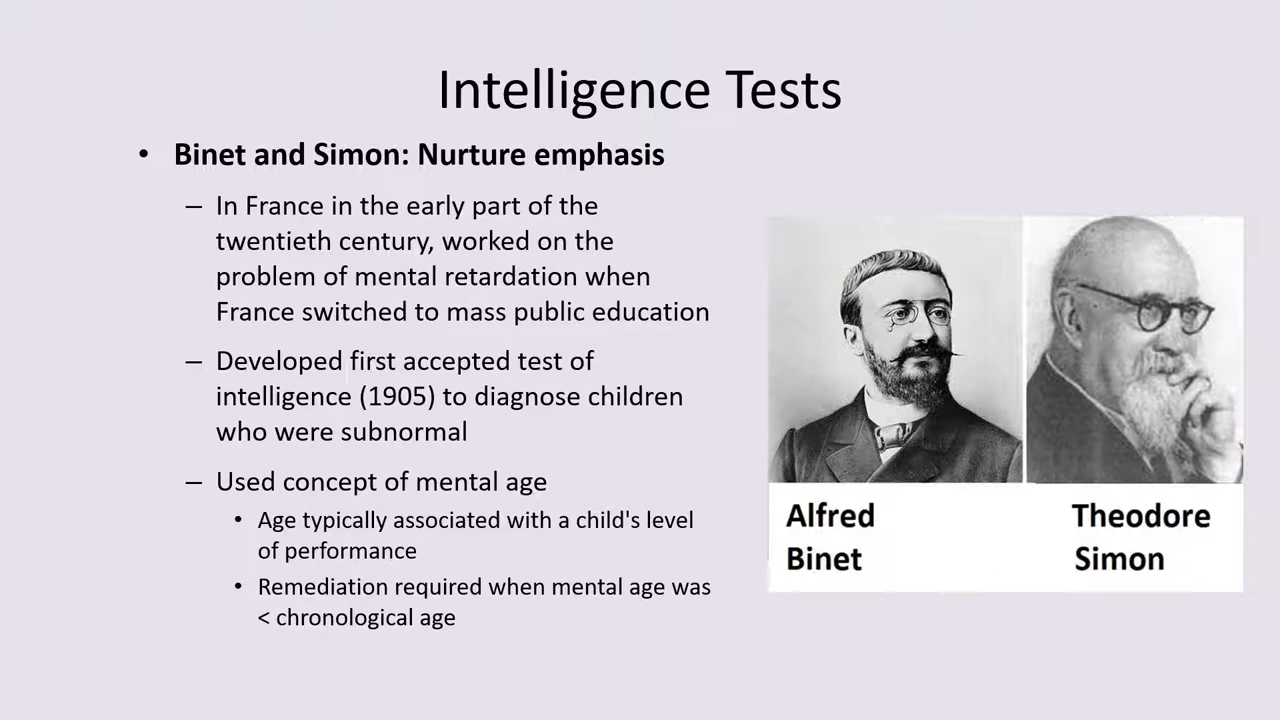 Intelligence Tests
• Binet and Simon: Nurture emphasis
– In France in the early part of the
twentieth century, worked on the
problem of mental retardation when
France switched to mass public education
– Developed first accepted test of
intelligence (1905) to diagnose children
who were subnormal
– Used concept of mental age
• Age typically associated with a child's level
of performance
• Remediation required when mental age was
< chronological age
Alfred
Binet
Theodore
Simon